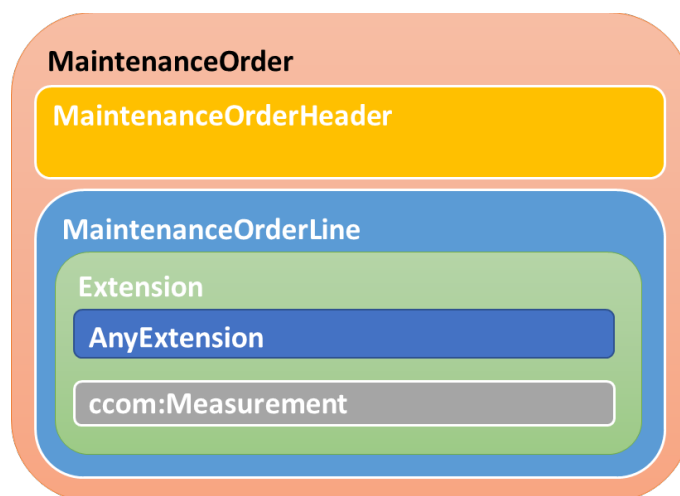 MaintenanceOrder
MaintenanceOrderHeader
MaintenanceOrderLine
Extension
AnyExtension
ccom:Measurement